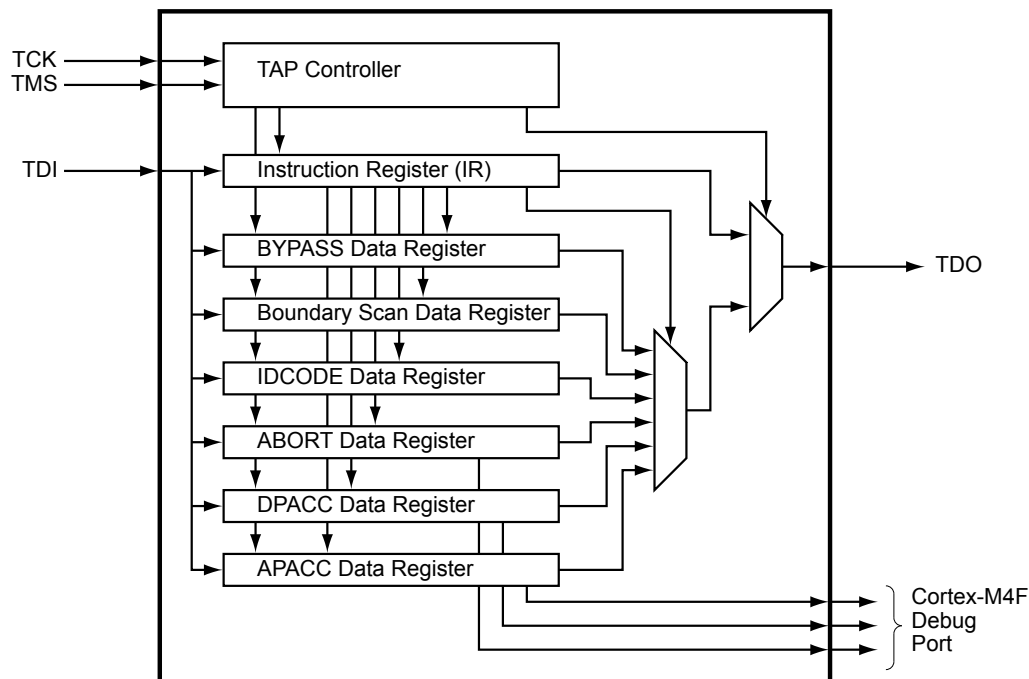 TCK
TMS
TAP Controller
TDI
Instruction Register (IR)
BYPASS Data Register
TDO
Boundary Scan Data Register
IDCODE Data Register
ABORT Data Register
DPACC Data Register
APACC Data Register
Cortex-M4F
Debug
Port